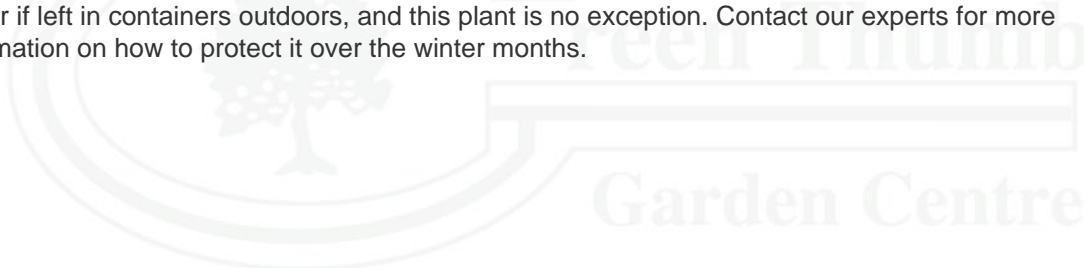 r if left in containers outdoors, and this plant is no exception. Contact our experts for more
mation on how to protect it over the winter months.
reen Thumb
Garden Centre